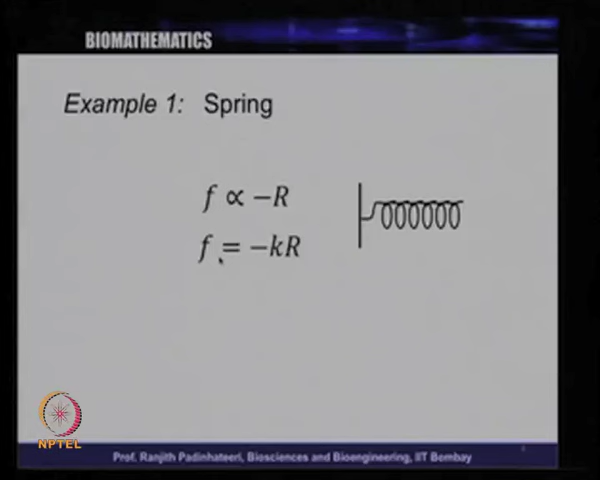 BIOMATHEMATICS
Example 1: Spring
f ∝ −R
f = −kR
NPTEL
Prof. Ranjith Padinhateeri, Biosciences and Bioengineering, IIT Bombay